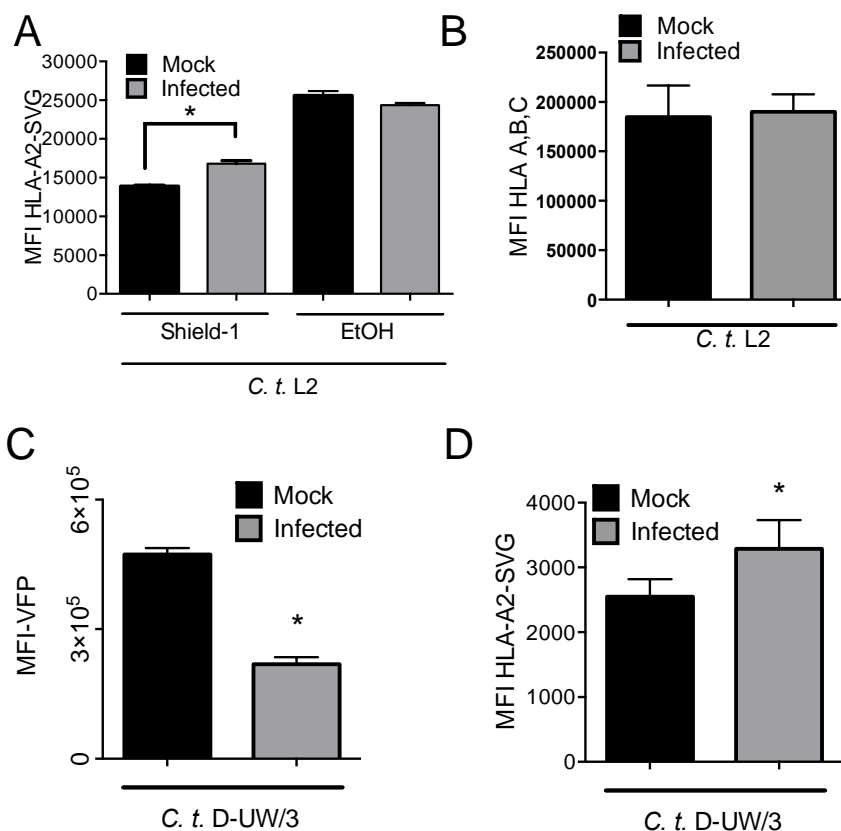 A
MFI HLA-A2-SVG
30000
25000
20000
15000
10000
5000
0
Mock
Infected
*
Shield-1
EtOH
C. t. L2
B
MFI HLA A,B,C
250000
200000
150000
100000
50000
0
Mock
Infected
C. t. L2
C
MFI-VFP
6×10⁵
3×10⁵
0
Mock
Infected
*
C. t. D-UW/3
D
MFI HLA-A2-SVG
4000
3000
2000
1000
0
Mock
Infected
*
C. t. D-UW/3